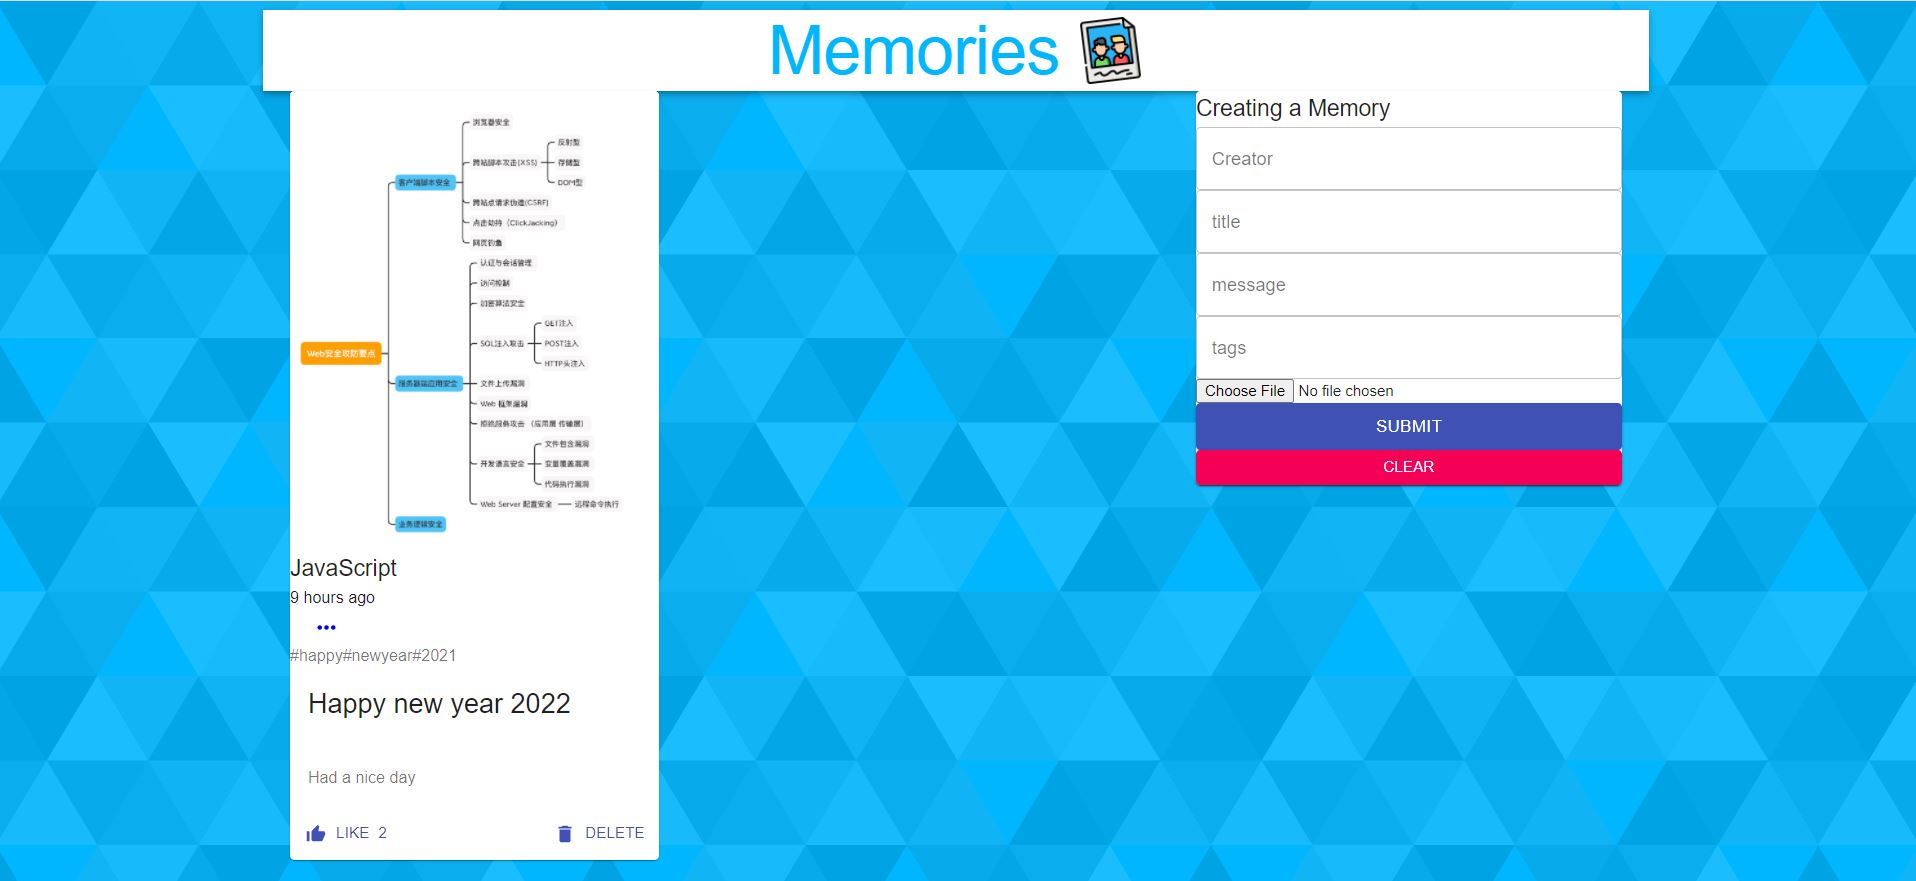 Memories
浏览器安全
反射型
跨站脚本攻击(XSS)
存储型
DOM型
客户端脚本安全
跨站点请求伪造(CSRF)
点击劫持（ClickJacking）
网页钓鱼
认证与会话管理
访问控制
加密算法安全
GET注入
SQL注入攻击
POST注入
HTTP头注入
Web安全攻防要点
服务器端应用安全
文件上传漏洞
Web 框架漏洞
拒绝服务攻击 （应用层 传输层）
文件包含漏洞
开发语言安全
变量覆盖漏洞
代码执行漏洞
Web Server 配置安全
远程命令执行
业务逻辑安全
JavaScript
9 hours ago
#happy#newyear#2021
Happy new year 2022
Had a nice day
LIKE 2
DELETE
Creating a Memory
Creator
title
message
tags
Choose File No file chosen
SUBMIT
CLEAR